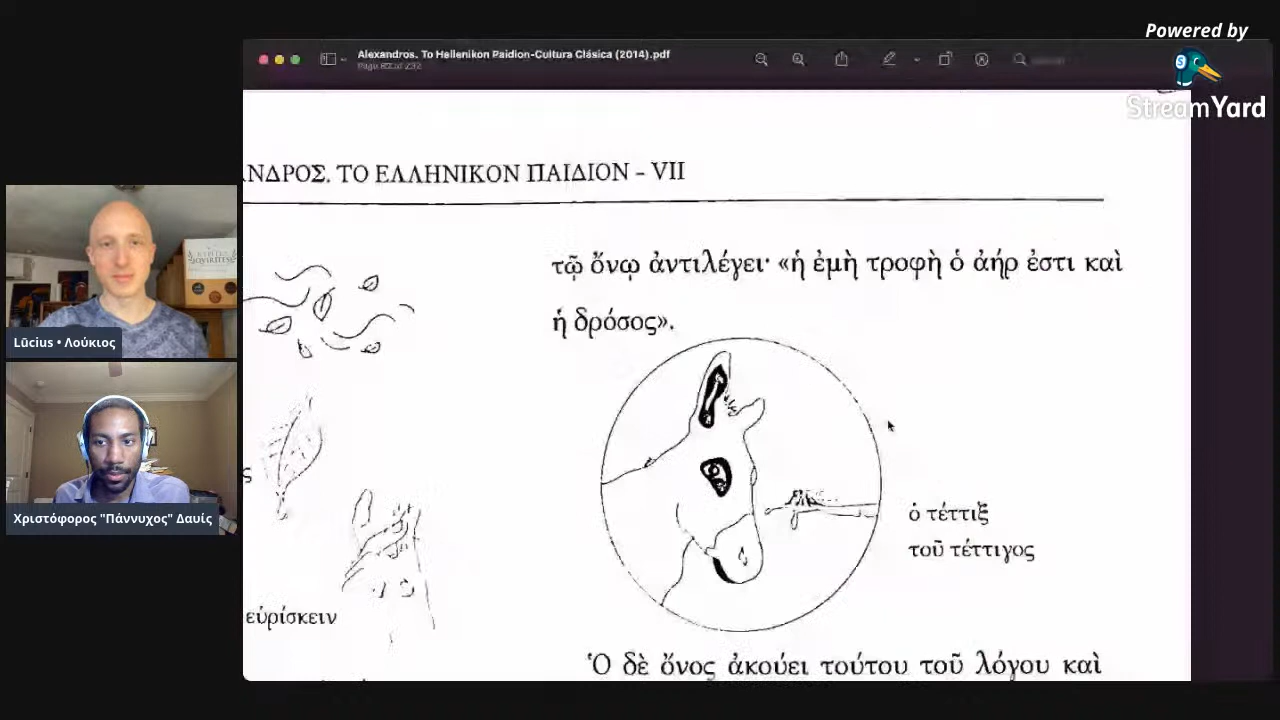 Powered by
StreamYard
Alexandros. To Hellenikon Paidion-Cultura Clásica (2014).pdf
ΝΔΡΟΣ. ΤΟ ΕΛΛΗΝΙΚΟΝ ΠΑΙΔΙΟΝ – VII
τῷ ὄνῳ ἀντιλέγει· «ἡ ἐμὴ τροφὴ ὁ ἀήρ ἐστι καὶ
ἡ δρόσος».
Lūcius • Λούκιος
Χριστόφορος "Πάννυχος" Δαυίς
ὁ τέττιξ
τοῦ τέττιγος
εὑρίσκειν
Ὁ δὲ ὄνος ἀκούει τούτου τοῦ λόγου καὶ